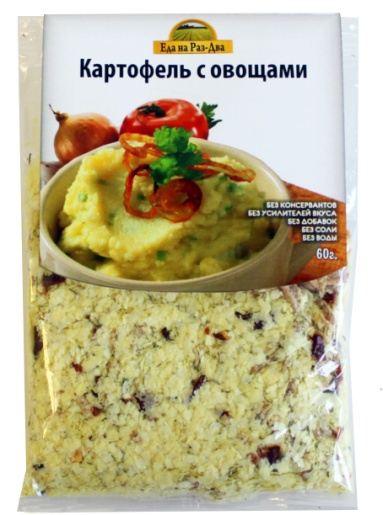 Еда на Раз-Два
Картофель с овощами
БЕЗ КОНСЕРВАНТОВ
БЕЗ УСИЛИТЕЛЕЙ ВКУСА
БЕЗ ДОБАВОК
БЕЗ СОЛИ
БЕЗ ВОДЫ
60г.